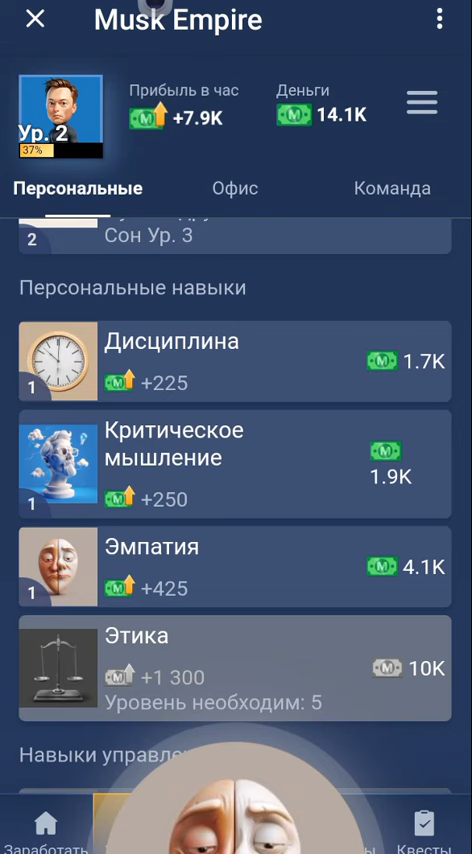 Musk Empire
Прибыль в час
Деньги
+7.9K
14.1K
Ур. 2
37%
Персональные
Офис
Команда
2
Сон Ур. 3
Персональные навыки
Дисциплина
1.7K
1
+225
Критическое
мышление
1.9K
1
+250
Эмпатия
4.1K
1
+425
Этика
+1 300
10K
Уровень необходим: 5
Навыки
Заработать
Квесты